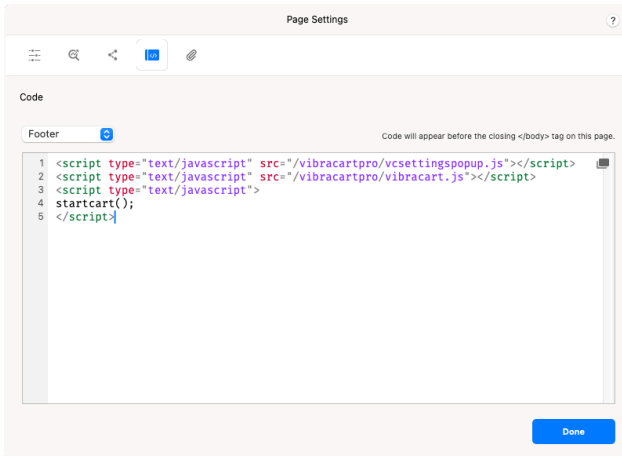 Page Settings
?
Code
Footer
Code will appear before the closing </body> tag on this page.
1 <script type="text/javascript" src="/vibracartpro/vcsettingspopup.js"></script>
2 <script type="text/javascript" src="/vibracartpro/vibracart.js"></script>
3 <script type="text/javascript">
4 startcart();
5 </script>
Done